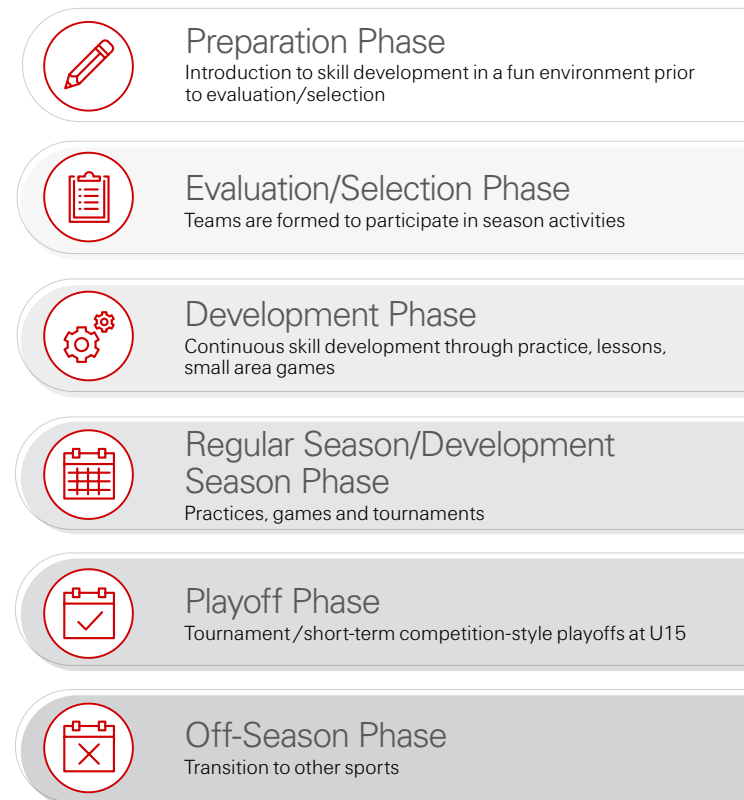 Preparation Phase
Introduction to skill development in a fun environment prior
to evaluation/selection
Evaluation/Selection Phase
Teams are formed to participate in season activities
Development Phase
Continuous skill development through practice, lessons,
small area games
Regular Season/Development
Season Phase
Practices, games and tournaments
Playoff Phase
Tournament/short-term competition-style playoffs at U15
Off-Season Phase
Transition to other sports